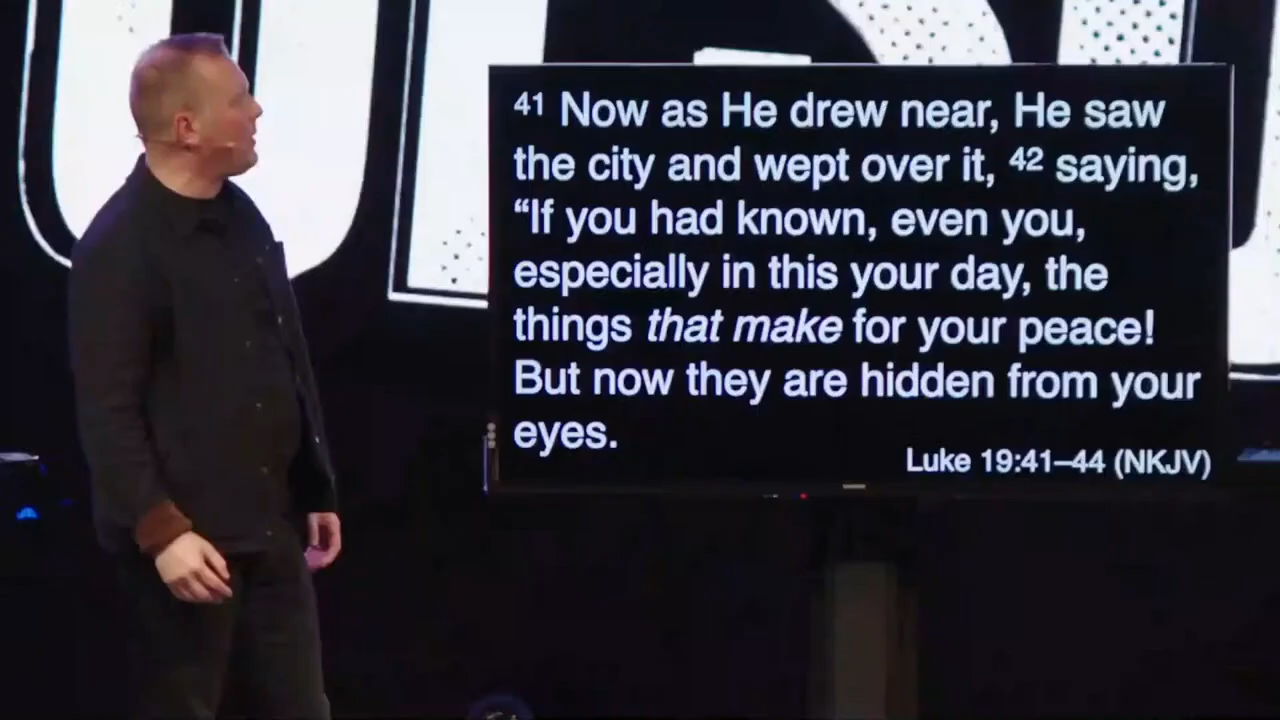 41 Now as He drew near, He saw
the city and wept over it, 42 saying,
“If you had known, even you,
especially in this your day, the
things that make for your peace!
But now they are hidden from your
eyes.
Luke 19:41–44 (NKJV)